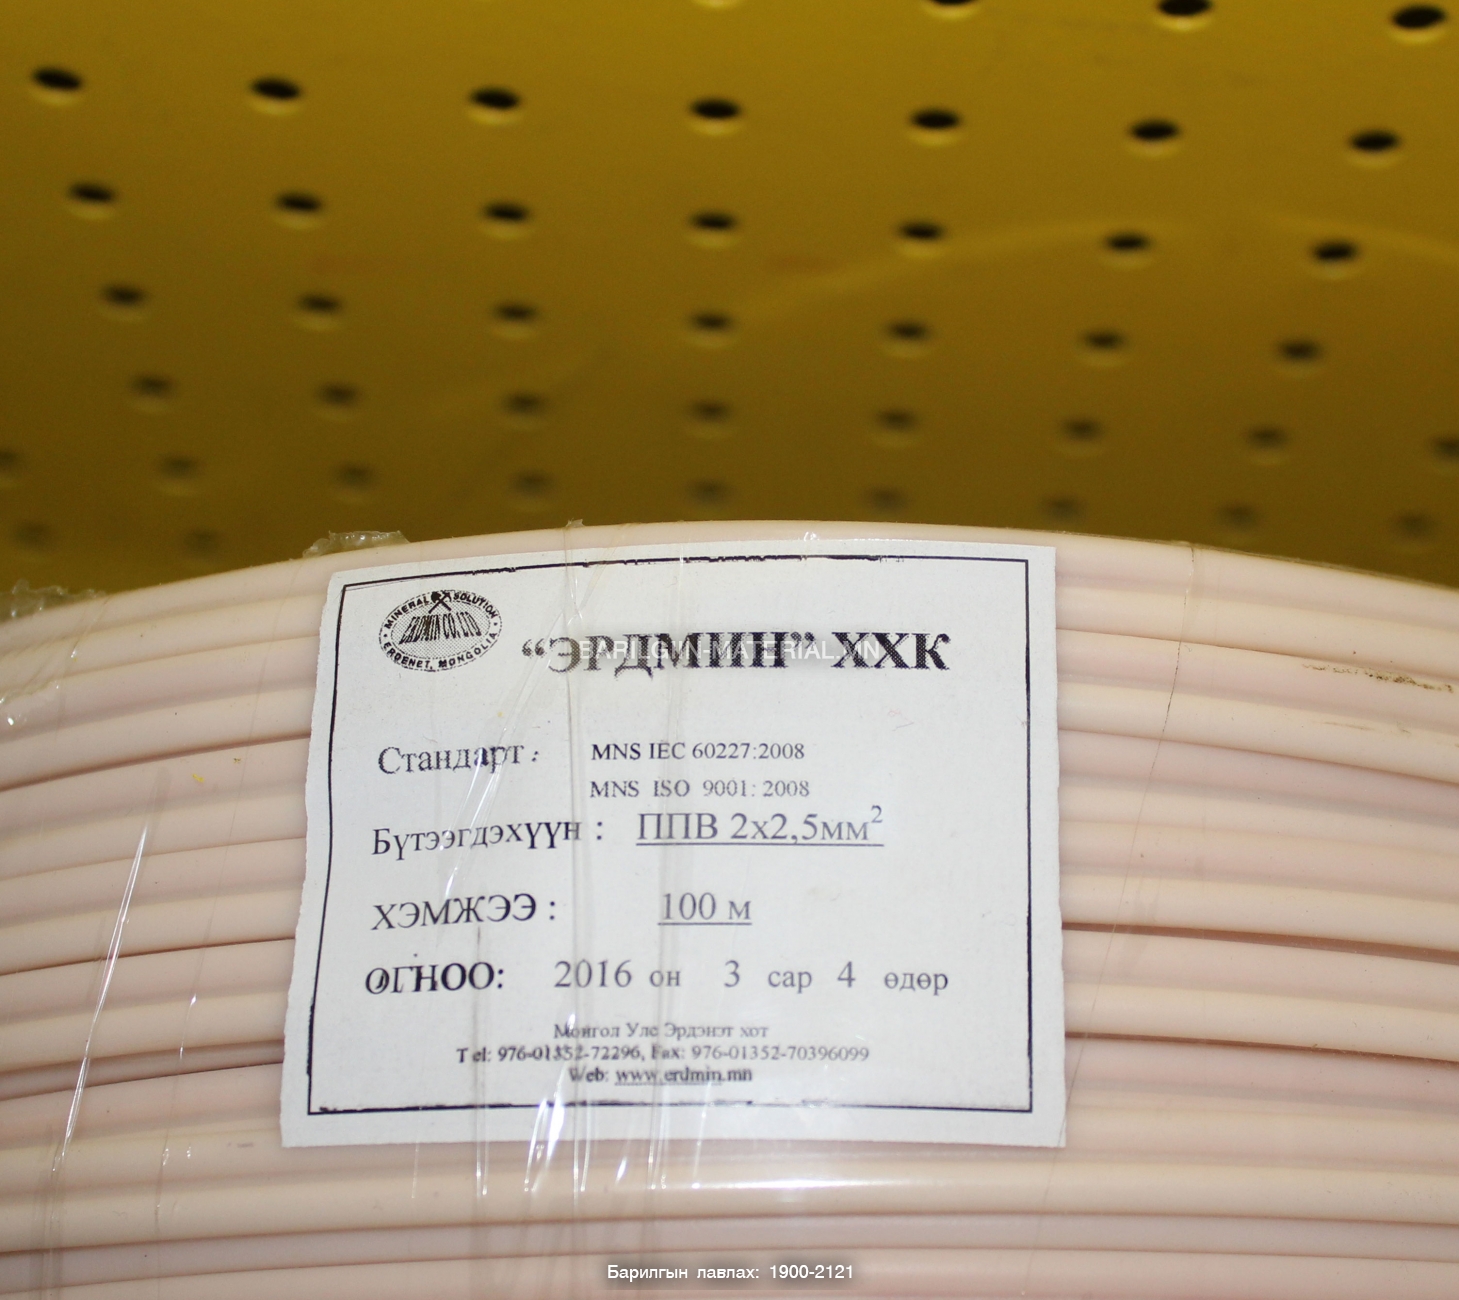 MINERAL SOLUTION
ERDMIN CO. LTD
ERDENET, MONGOLIA
“ЭРДМИН” ХХК
BARILGIIN-MATERIAL.MN
Стандарт : MNS IEC 60227:2008
MNS ISO 9001: 2008
Бүтээгдэхүүн : ППВ 2х2,5мм²
ХЭМЖЭЭ : 100 м
ОГНОО: 2016 он 3 сар 4 өдөр
Монгол Улс Эрдэнэт хот
Tel: 976-01352-72296, Fax: 976-01352-70396099
Web: www.erdmin.mn
Барилгын лавлах: 1900-2121